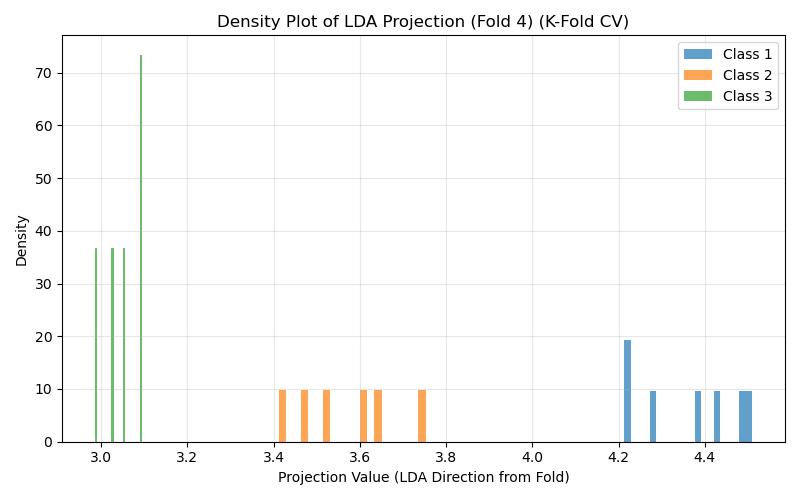 Density Plot of LDA Projection (Fold 4) (K-Fold CV)
Class 1
Class 2
Class 3
Density
70
60
50
40
30
20
10
0
3.0 3.2 3.4 3.6 3.8 4.0 4.2 4.4
Projection Value (LDA Direction from Fold)